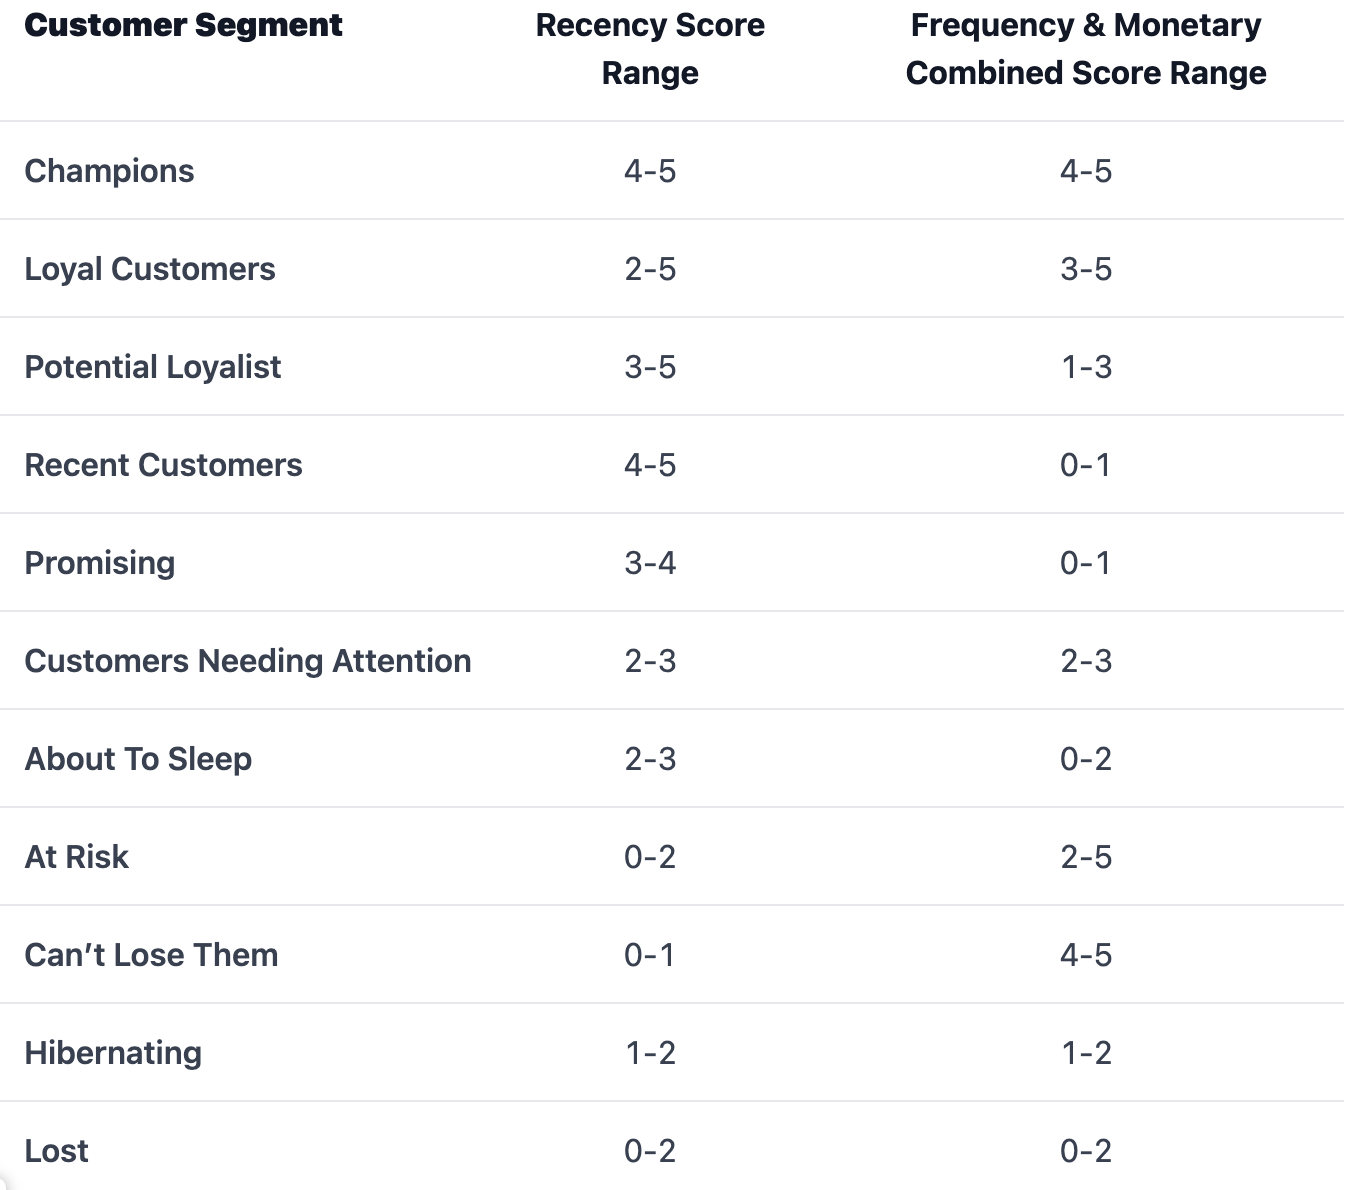 Customer Segment Recency Score Frequency & Monetary
Range Combined Score Range
Champions 4-5 4-5
Loyal Customers 2-5 3-5
Potential Loyalist 3-5 1-3
Recent Customers 4-5 0-1
Promising 3-4 0-1
Customers Needing Attention 2-3 2-3
About To Sleep 2-3 0-2
At Risk 0-2 2-5
Can’t Lose Them 0-1 4-5
Hibernating 1-2 1-2
Lost 0-2 0-2